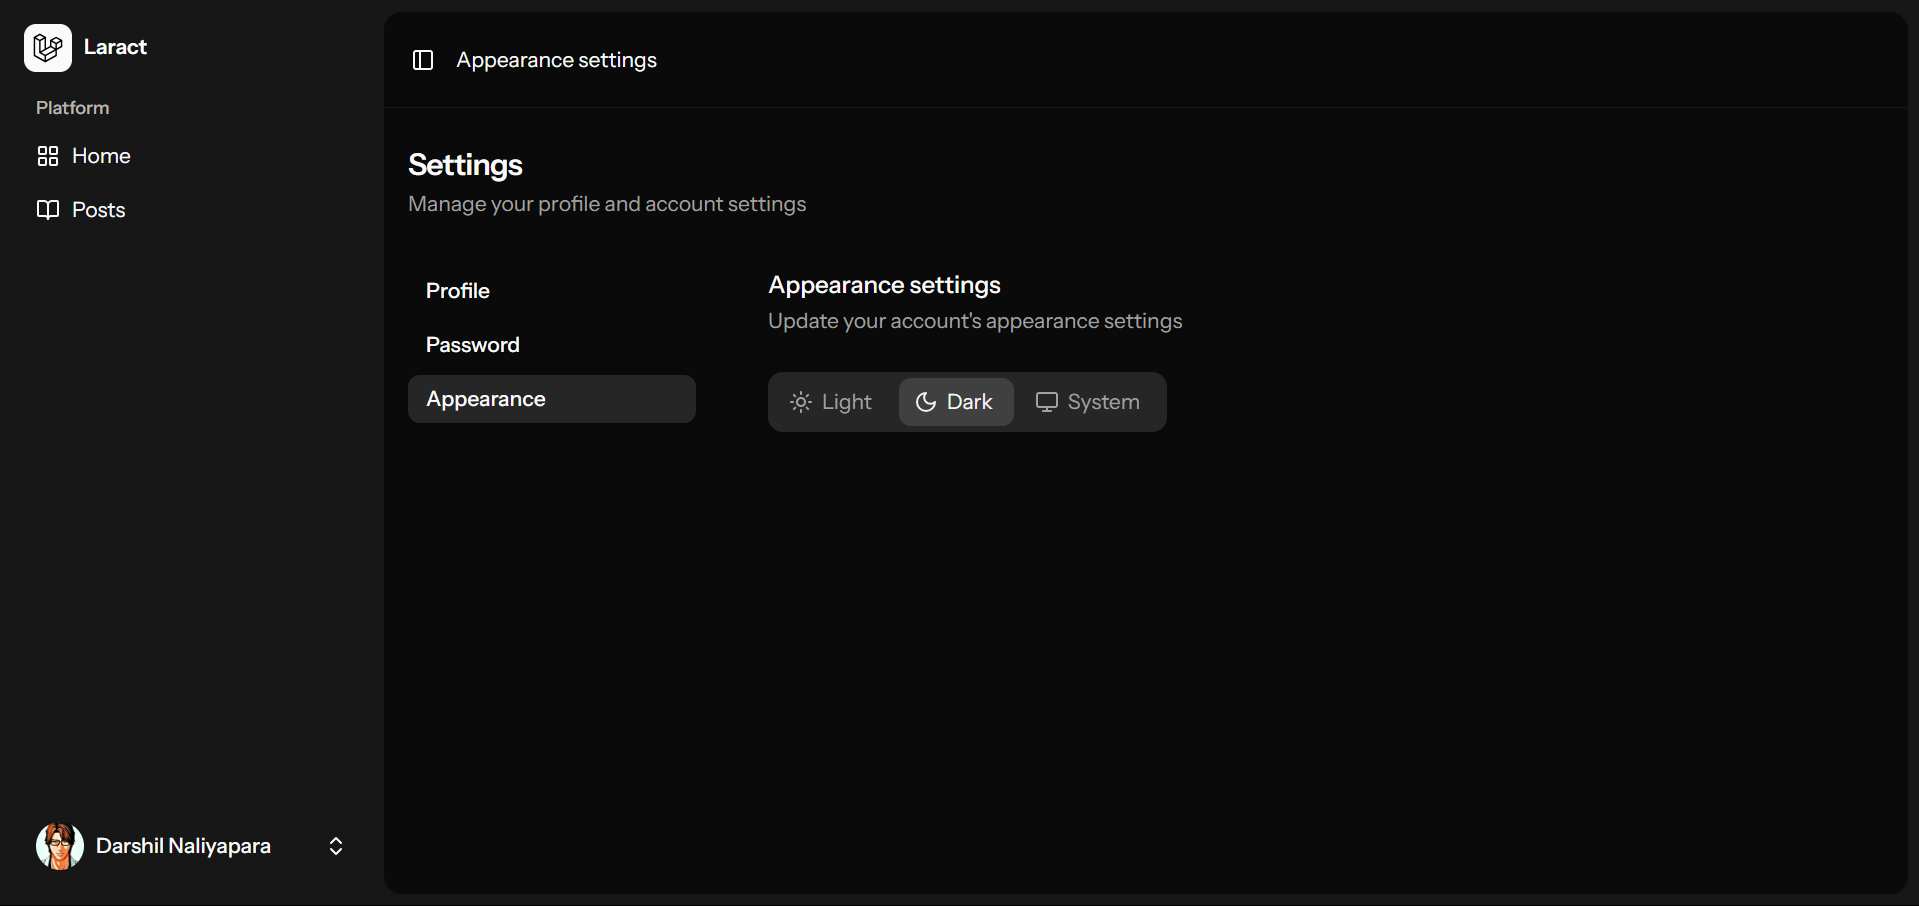 Laract
Platform
Home
Posts
Darshil Naliyapara
Appearance settings
Settings
Manage your profile and account settings
Profile
Password
Appearance
Appearance settings
Update your account's appearance settings
Light Dark System